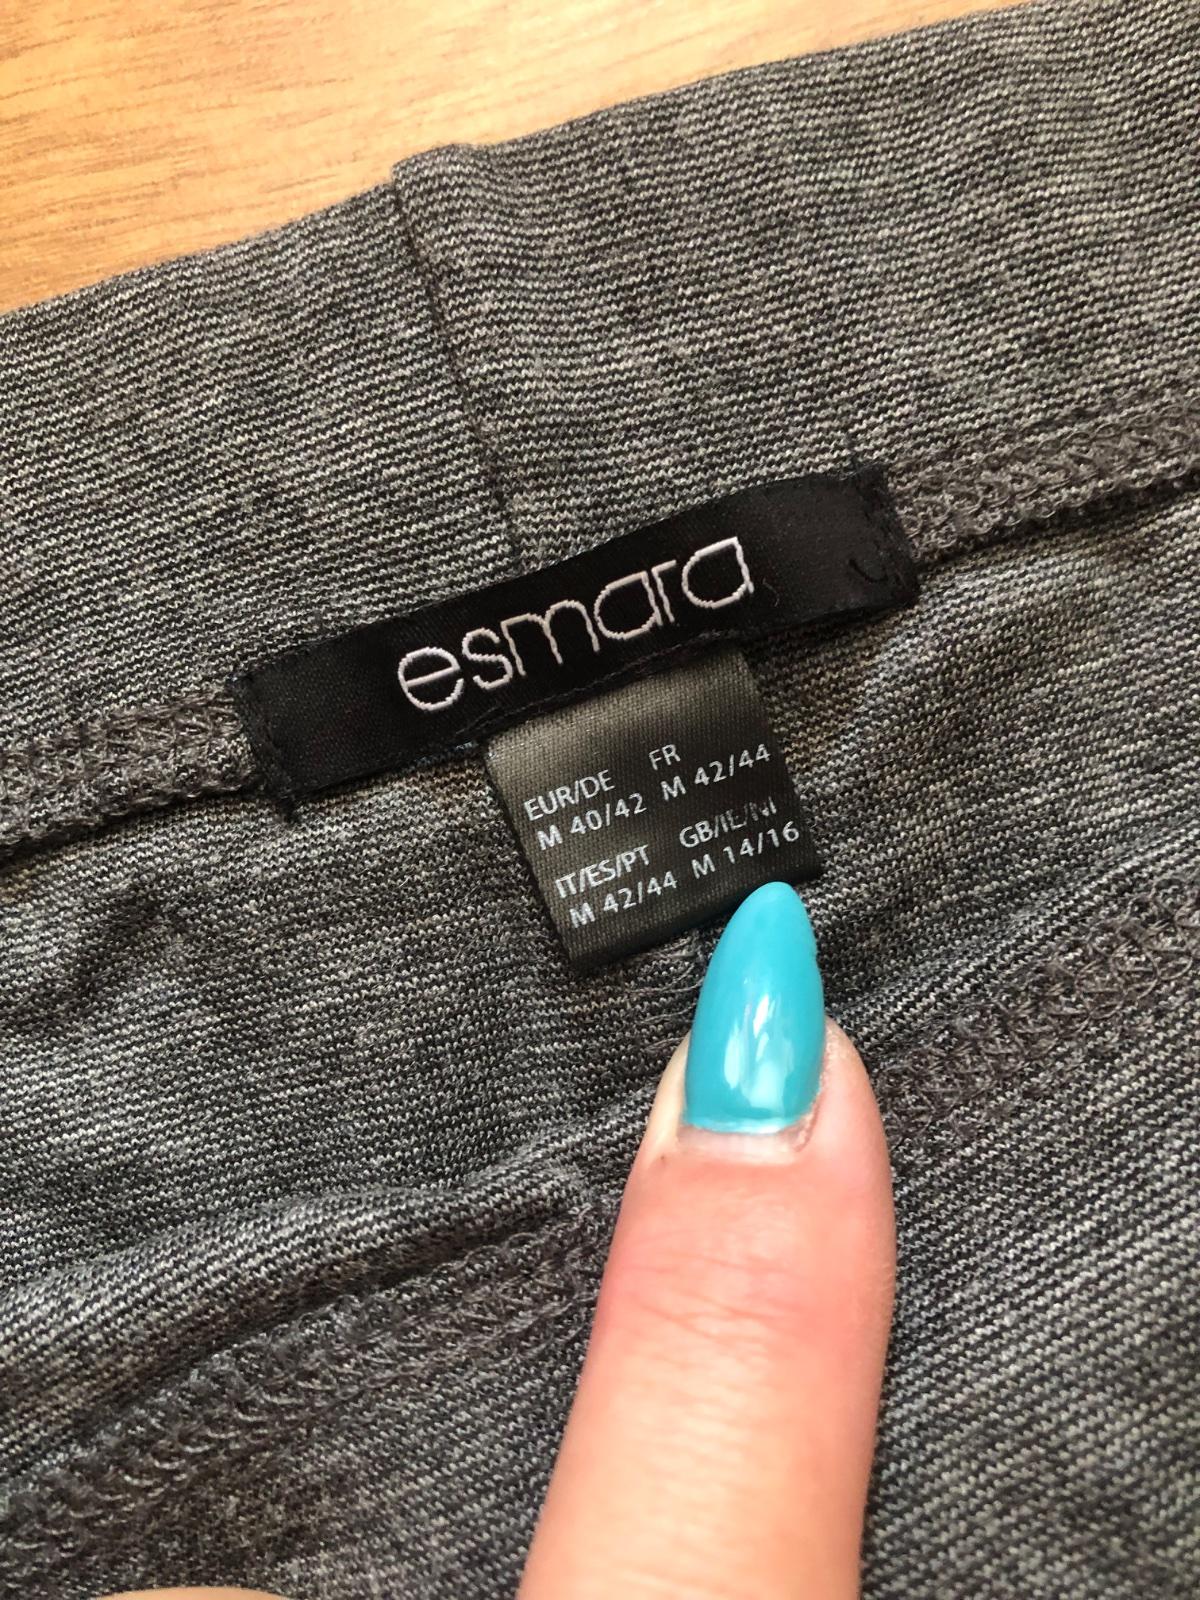 esmara
EUR/DE FR
M 40/42 M 42/44
IT/ES/PT GB/IE/NI
M 42/44 M 14/16